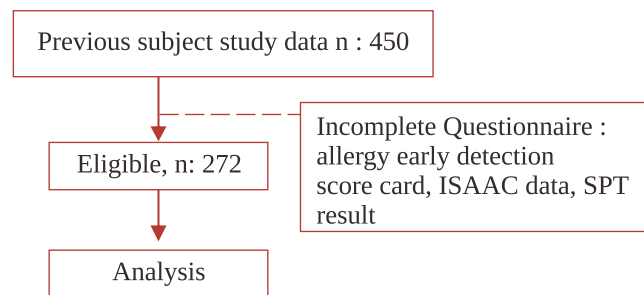 Previous subject study data n : 450
Incomplete Questionnaire :
allergy early detection
score card, ISAAC data, SPT
result
Eligible, n: 272
Analysis